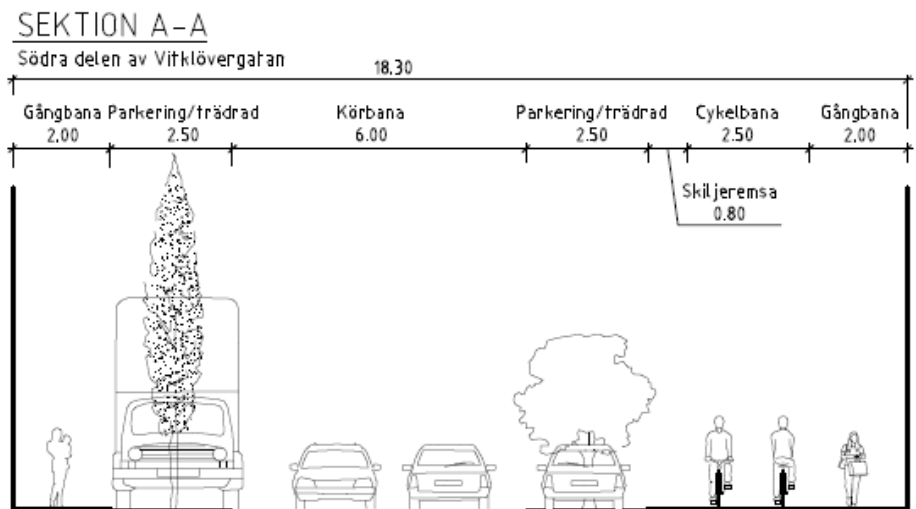 SEKTION A-A
Södra delen av Vitklövergatan
18.30
Gångbana Parkering/trädrad Körbana Parkering/trädrad Cykelbana Gångbana
2.00 2.50 6.00 2.50 2.50 2.00
Skiljeremsa
0.80